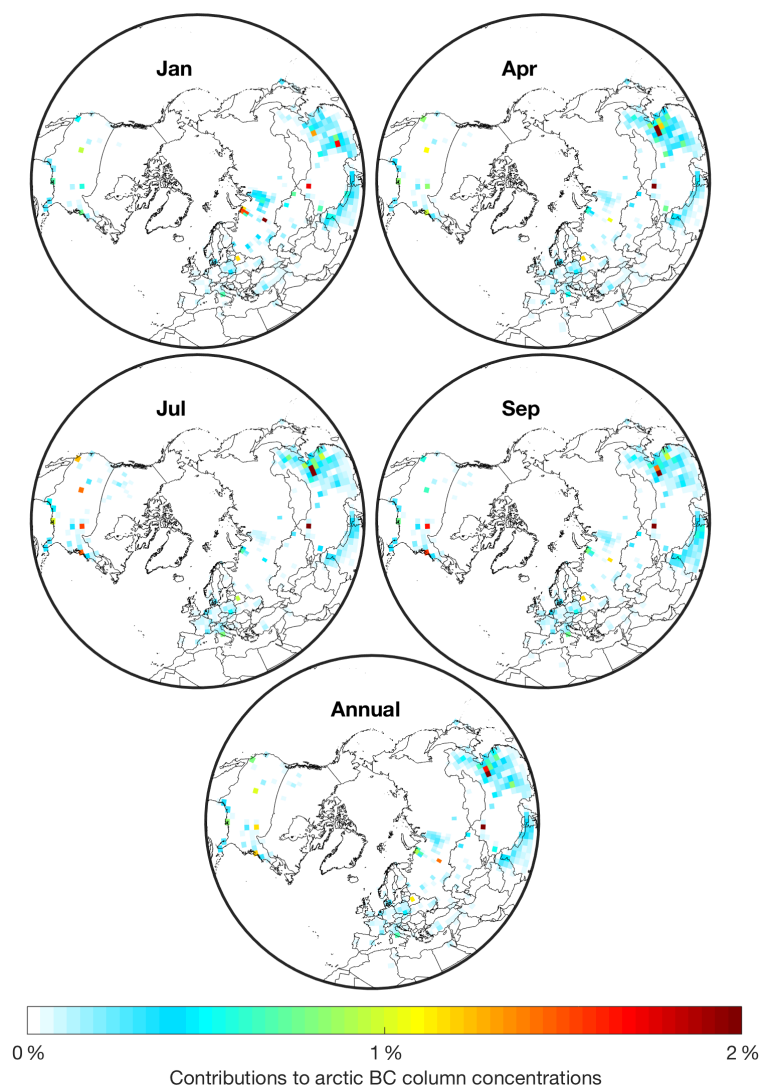 Jan
Apr
Jul
Sep
Annual
0 %
1 %
2 %
Contributions to arctic BC column concentrations